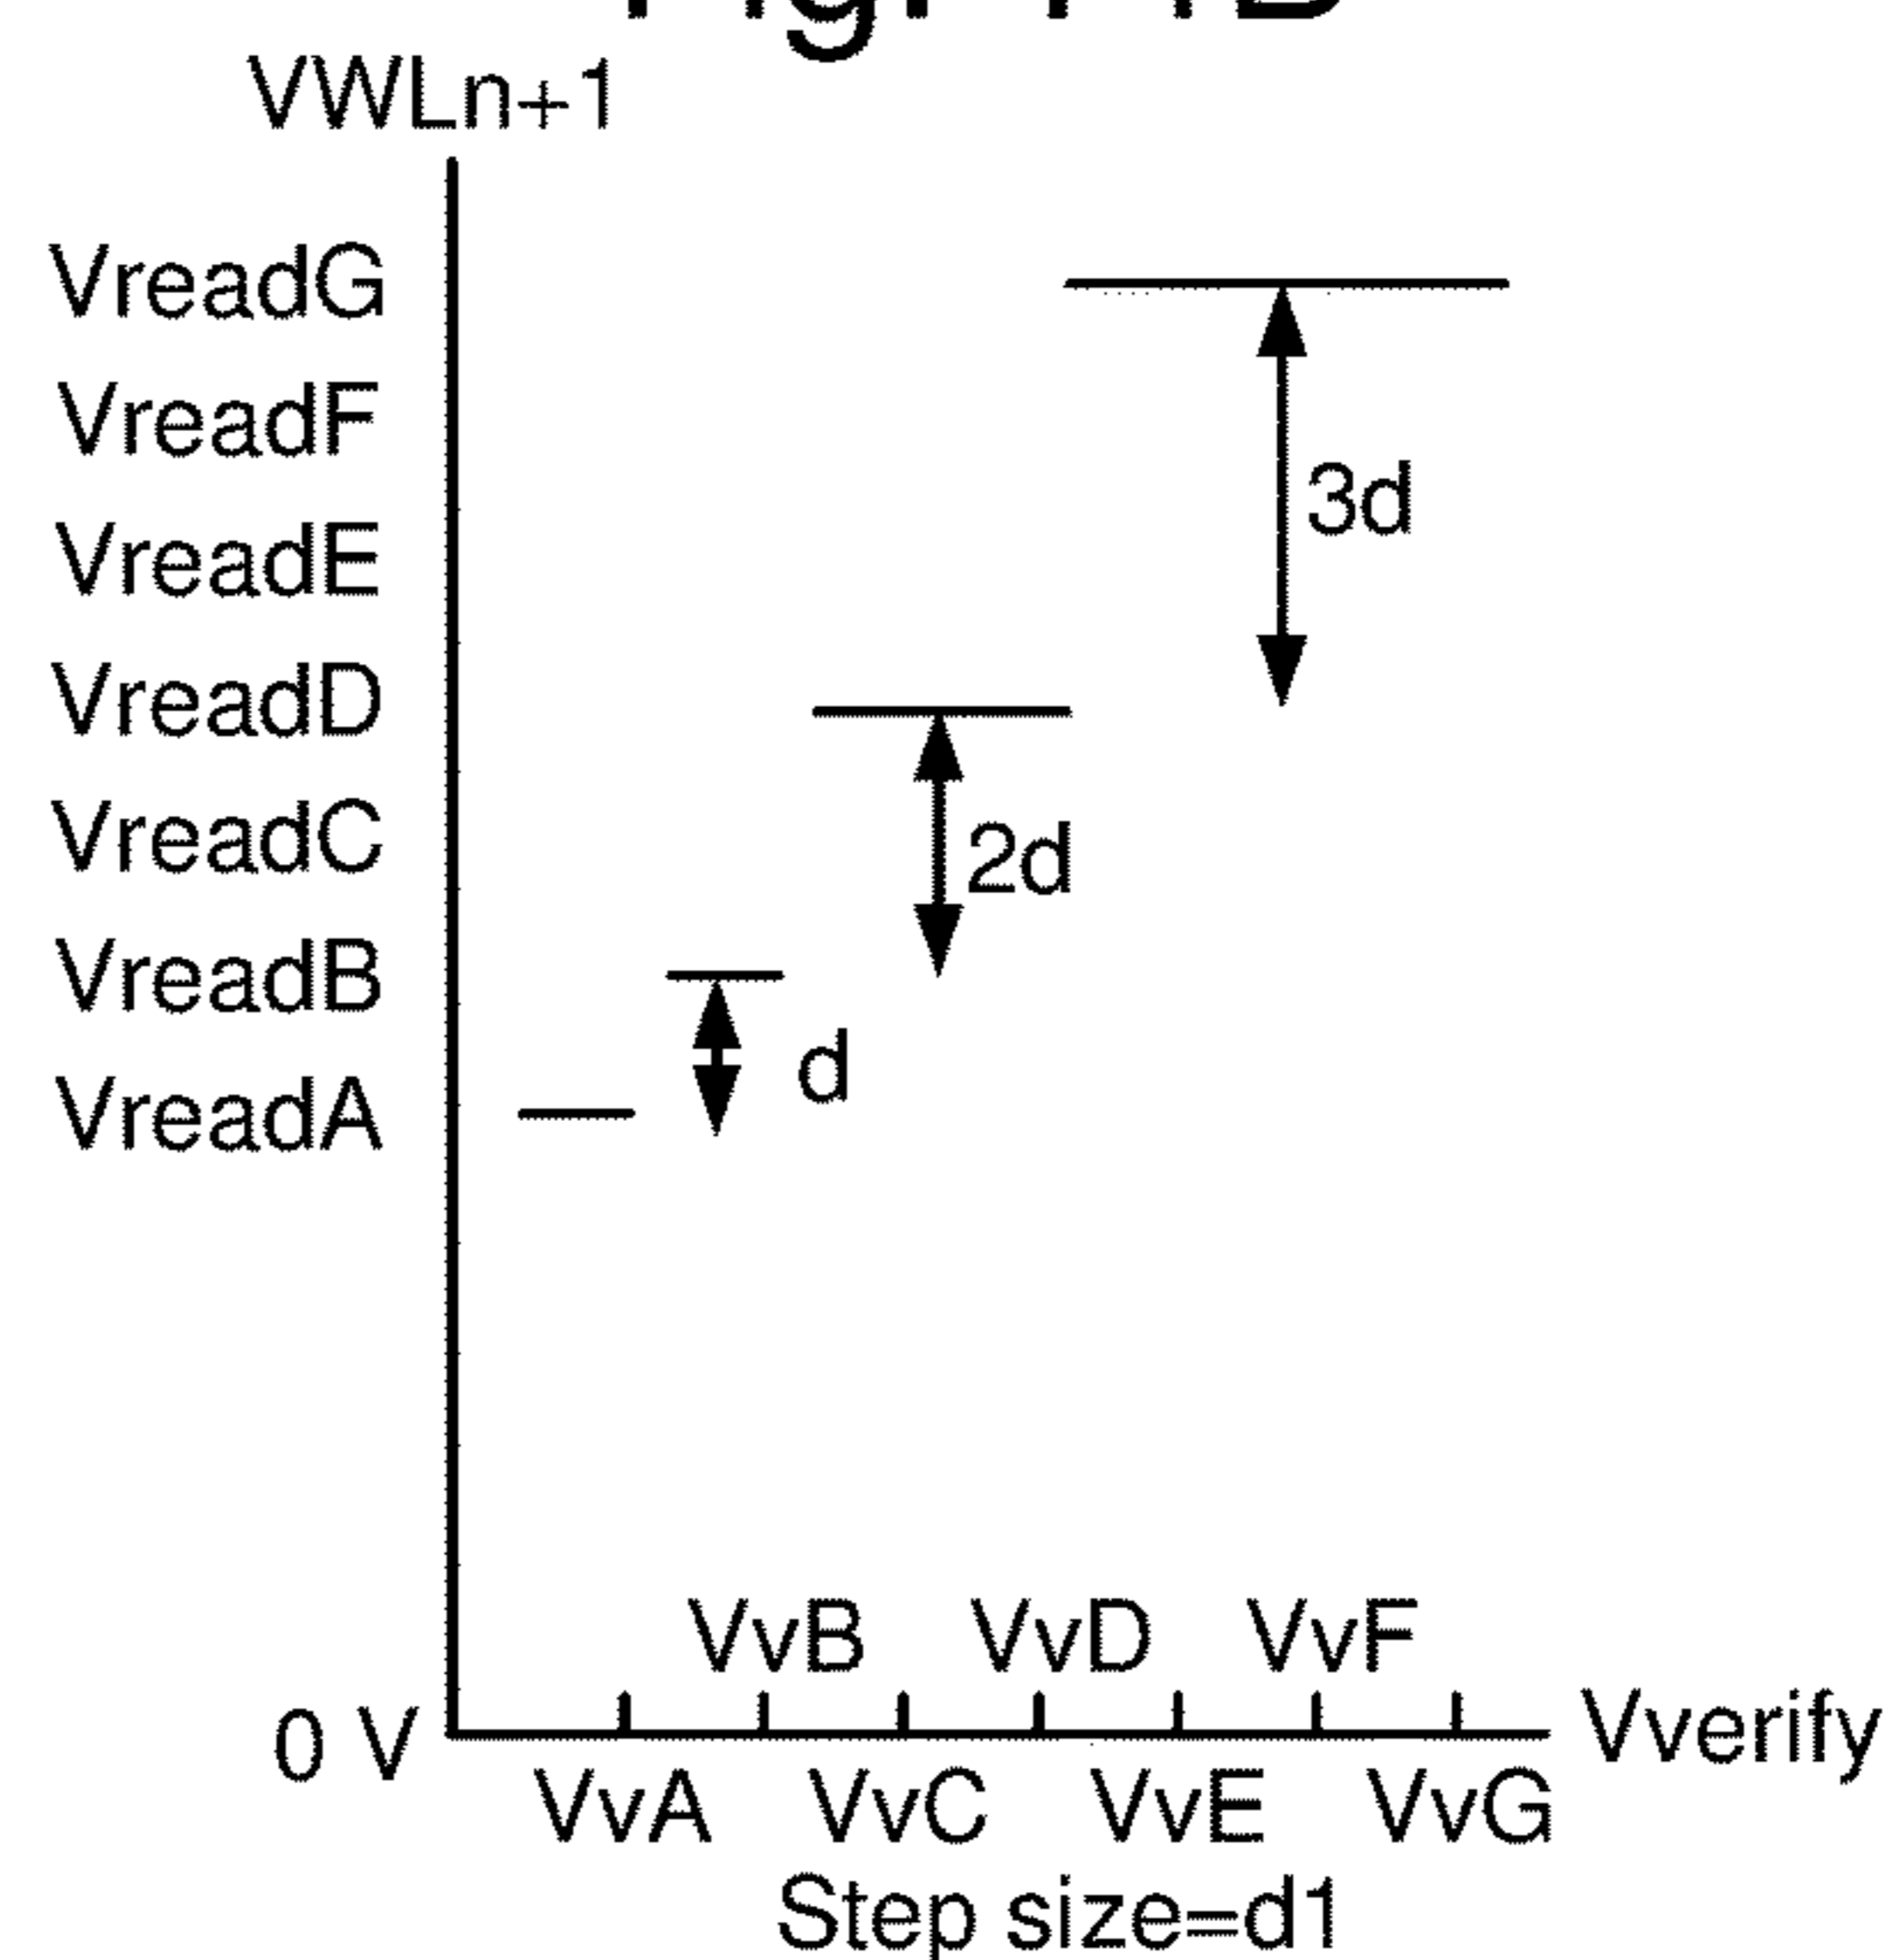 VWLn+1
VreadG
VreadF
3d
VreadE
VreadD
VreadC
2d
VreadB
d
VreadA
VvB VvD VvF
0 V
Vverify
VvA VvC VvE VvG
Step size=d1